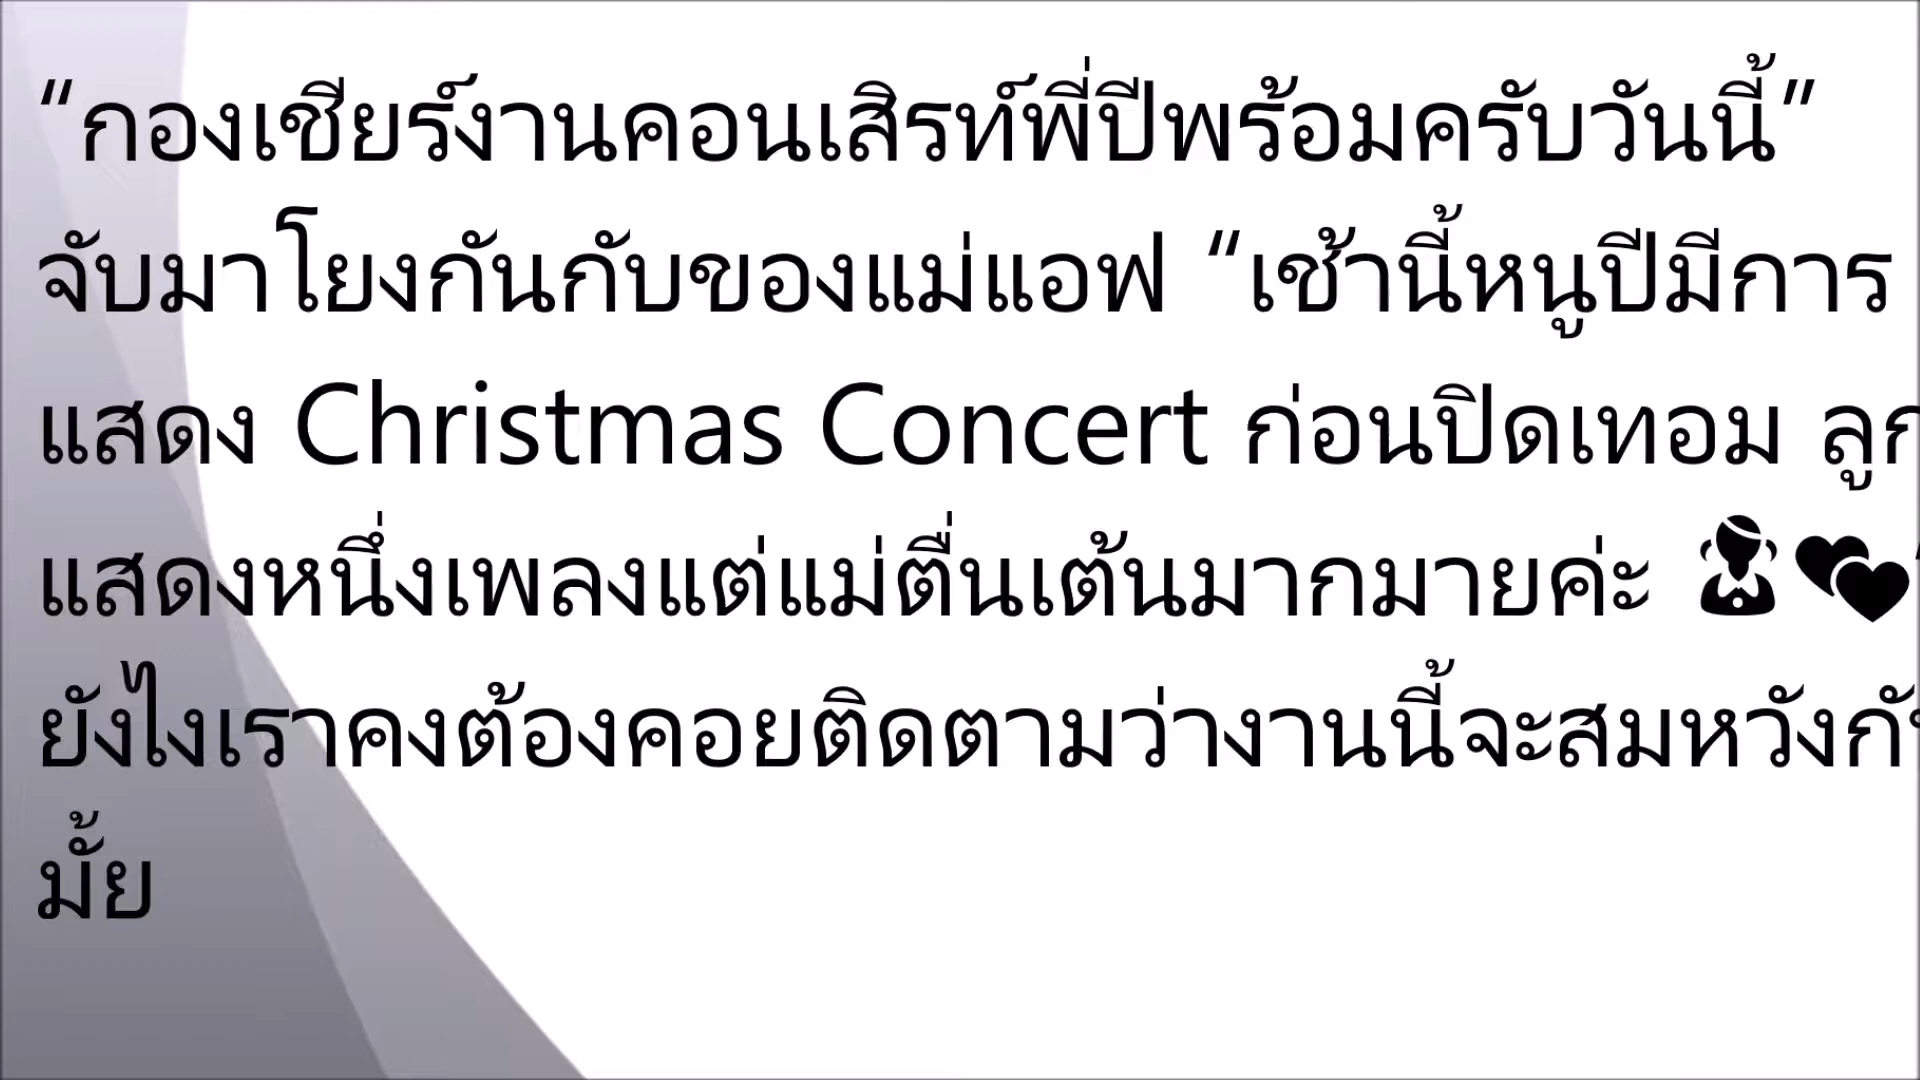 “กองเชียร์งานคอนเสิรท์พี่ปีพร้อมครับวันนี้”
จับมาโยงกันกับของแม่แอฟ “เช้านี้หนูปีมีการ
แสดง Christmas Concert ก่อนปิดเทอม
แสดงหนึ่งเพลงแต่แม่ตื่นเต้นมากมายค่ะ
ยังไงเราคงต้องคอยติดตามว่างานนี้จะสมหวัง
มั้ย